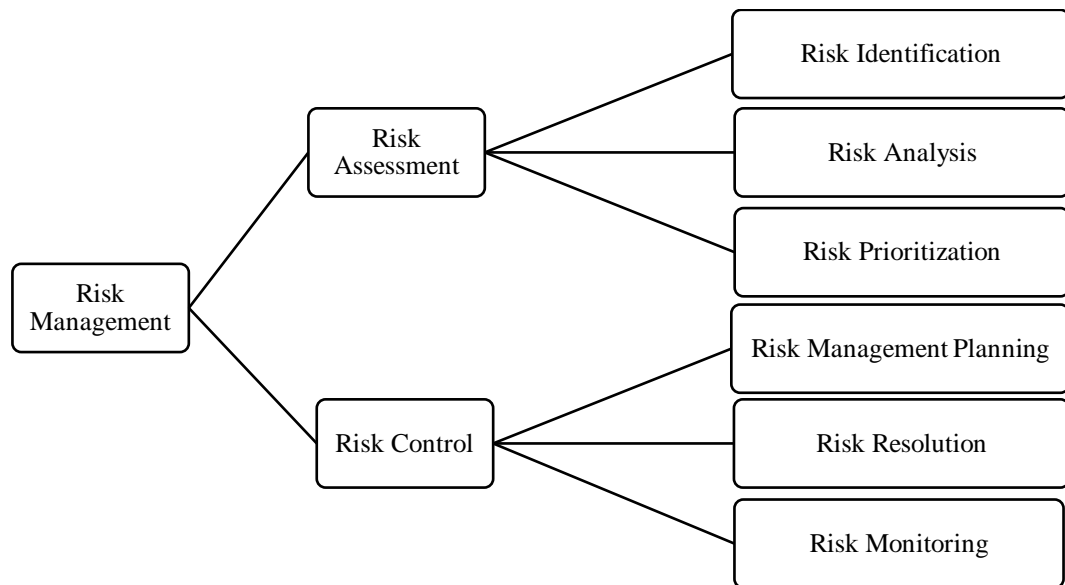 Risk Identification
Risk
Assessment
Risk Analysis
Risk Prioritization
Risk
Management
Risk Management Planning
Risk Control
Risk Resolution
Risk Monitoring